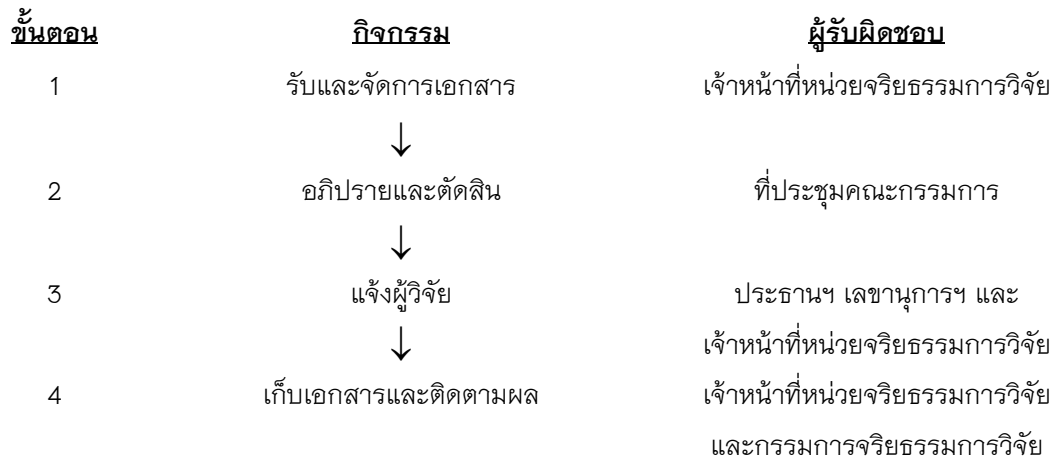 ขั้นตอน กิจกรรม ผู้รับผิดชอบ
1 รับและจัดการเอกสาร เจ้าหน้าที่หน่วยจริยธรรมการวิจัย
↓
2 อภิปรายและตัดสิน ที่ประชุมคณะกรรมการ
↓
3 แจ้งผู้วิจัย ประธานฯ เลขานุการฯ และ
↓ เจ้าหน้าที่หน่วยจริยธรรมการวิจัย
4 เก็บเอกสารและติดตามผล เจ้าหน้าที่หน่วยจริยธรรมการวิจัย
และกรรมการจริยธรรมการวิจัย